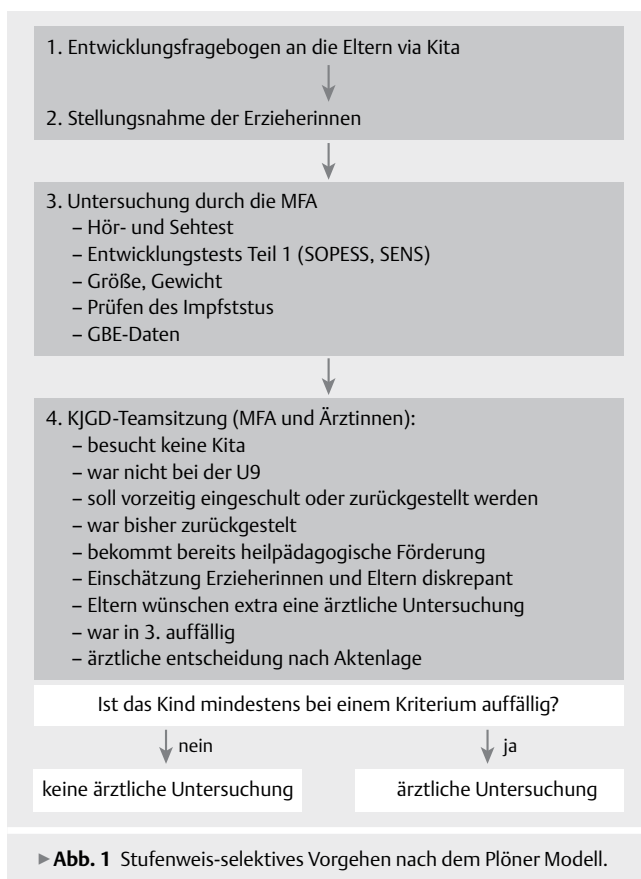 1. Entwicklungsfragebogen an die Eltern via Kita
2. Stellungsnahme der Erzieherinnen
3. Untersuchung durch die MFA
– Hör- und Sehtest
– Entwicklungstests Teil 1 (SOPESS, SENS)
– Größe, Gewicht
– Prüfen des Impfststus
– GBE-Daten
4. KJGD-Teamsitzung (MFA und Ärztinnen):
– besucht keine Kita
– war nicht bei der U9
– soll vorzeitig eingeschult oder zurückgestellt werden
– war bisher zurückgestelt
– bekommt bereits heilpädagogische Förderung
– Einschätzung Erzieherinnen und Eltern diskrepant
– Eltern wünschen extra eine ärztliche Untersuchung
– war in 3. auffällig
– ärztliche entscheidung nach Aktenlage
Ist das Kind mindestens bei einem Kriterium auffällig?
nein ja
keine ärztliche Untersuchung ärztliche Untersuchung
▶Abb. 1 Stufenweis-selektives Vorgehen nach dem Plöner Modell.